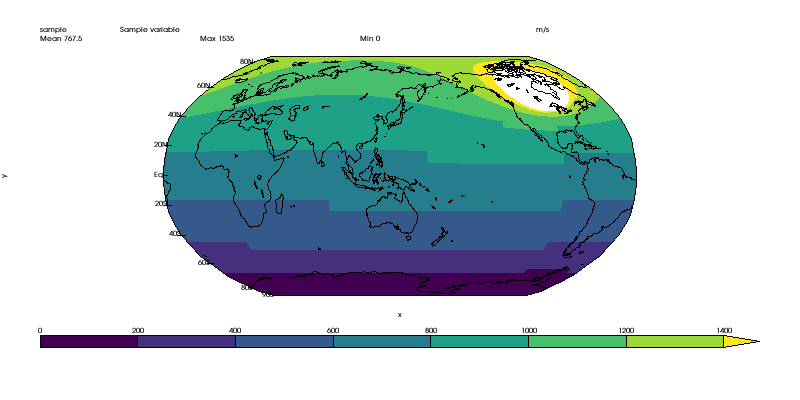 sample Sample variable m/s
Mean 767.5 Max 1535 Min 0
80N
60N
40N
20N
Eq
20S
40S
60S
80S
90S
y
x
0 200 400 600 800 1000 1200 1400